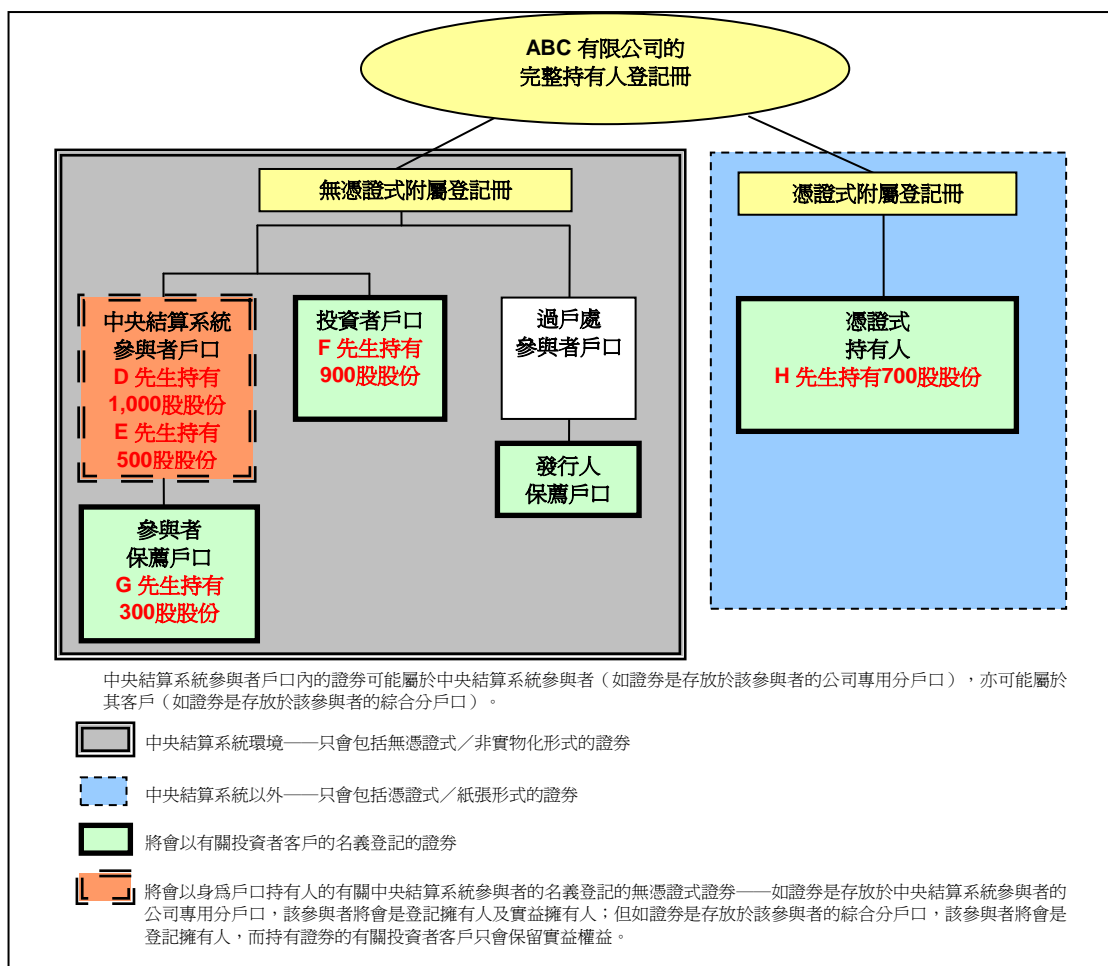 ABC 有限公司的
完整持有人登記冊
無憑證式附屬登記冊
憑證式附屬登記冊
中央結算系統
參與者戶口
D 先生持有
1,000股股份
E 先生持有
500股股份
投資者戶口
F 先生持有
900股股份
過戶處
參與者戶口
憑證式
持有人
H 先生持有700股股份
發行人
保薦戶口
參與者
保薦戶口
G 先生持有
300股股份
中央結算系統參與者戶口內的證券可能屬於中央結算系統參與者（如證券是存放於該參與者的公司專用分戶口），亦可能屬於
其客戶（如證券是存放於該參與者的綜合分戶口）。
中央結算系統環境——只會包括無憑證式／非實物化形式的證券
中央結算系統以外——只會包括憑證式／紙張形式的證券
將會以有關投資者客戶的名義登記的證券
將會以身爲戶口持有人的有關中央結算系統參與者的名義登記的無憑證式證券——如證券是存放於中央結算系統參與者的
公司專用分戶口，該參與者將會是登記擁有人及實益擁有人；但如證券是存放於該參與者的綜合分戶口，該參與者將會是
登記擁有人，而持有證券的有關投資者客戶只會保留實益權益。